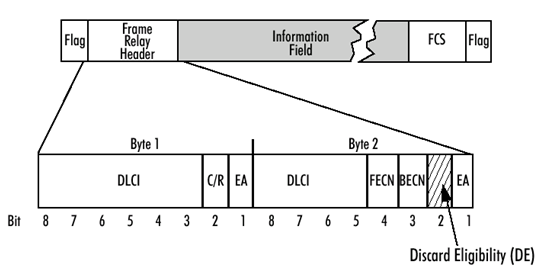 Flag
Frame
Relay
Header
Information
Field
FCS
Flag
Byte 1
Byte 2
DLCI
C/R
EA
DLCI
FECN
BECN
EA
Bit 8 7 6 5 4 3 2 1 8 7 6 5 4 3 2 1
Discard Eligibility (DE)